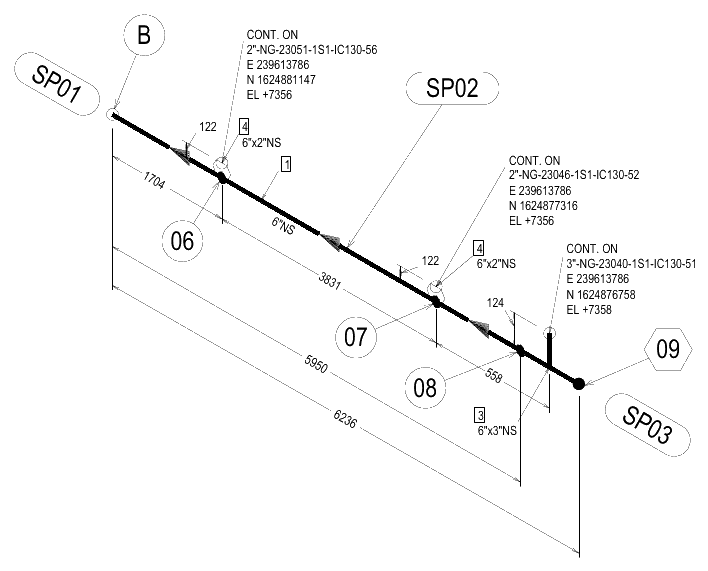 B
SP01
CONT. ON
2"-NG-23051-1S1-IC130-56
E 239613786
N 1624881147
EL +7356
SP02
122
4
6"x2"NS
1
1704
06
6"NS
3831
CONT. ON
2"-NG-23046-1S1-IC130-52
E 239613786
N 1624877316
EL +7356
122
4
6"x2"NS
CONT. ON
3"-NG-23040-1S1-IC130-51
E 239613786
N 1624876758
EL +7358
124
07
08
558
09
3
6"x3"NS
SP03
5950
6236